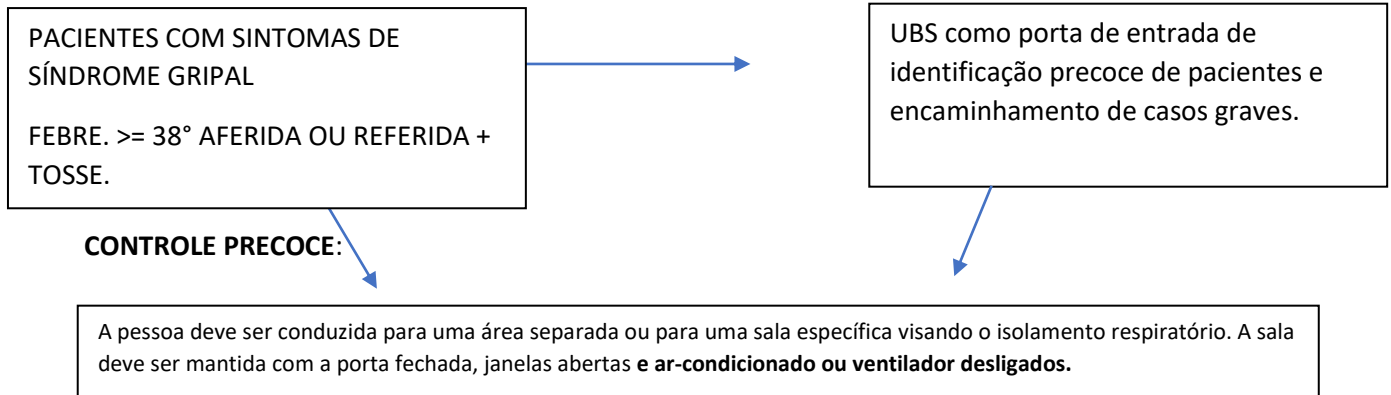 PACIENTES COM SINTOMAS DE
SÍNDROME GRIPAL
FEBRE. >= 38° AFERIDA OU REFERIDA +
TOSSE.
UBS como porta de entrada de
identificação precoce de pacientes e
encaminhamento de casos graves.
CONTROLE PRECOCE:
A pessoa deve ser conduzida para uma área separada ou para uma sala específica visando o isolamento respiratório. A sala
deve ser mantida com a porta fechada, janelas abertas e ar-condicionado ou ventilador desligados.